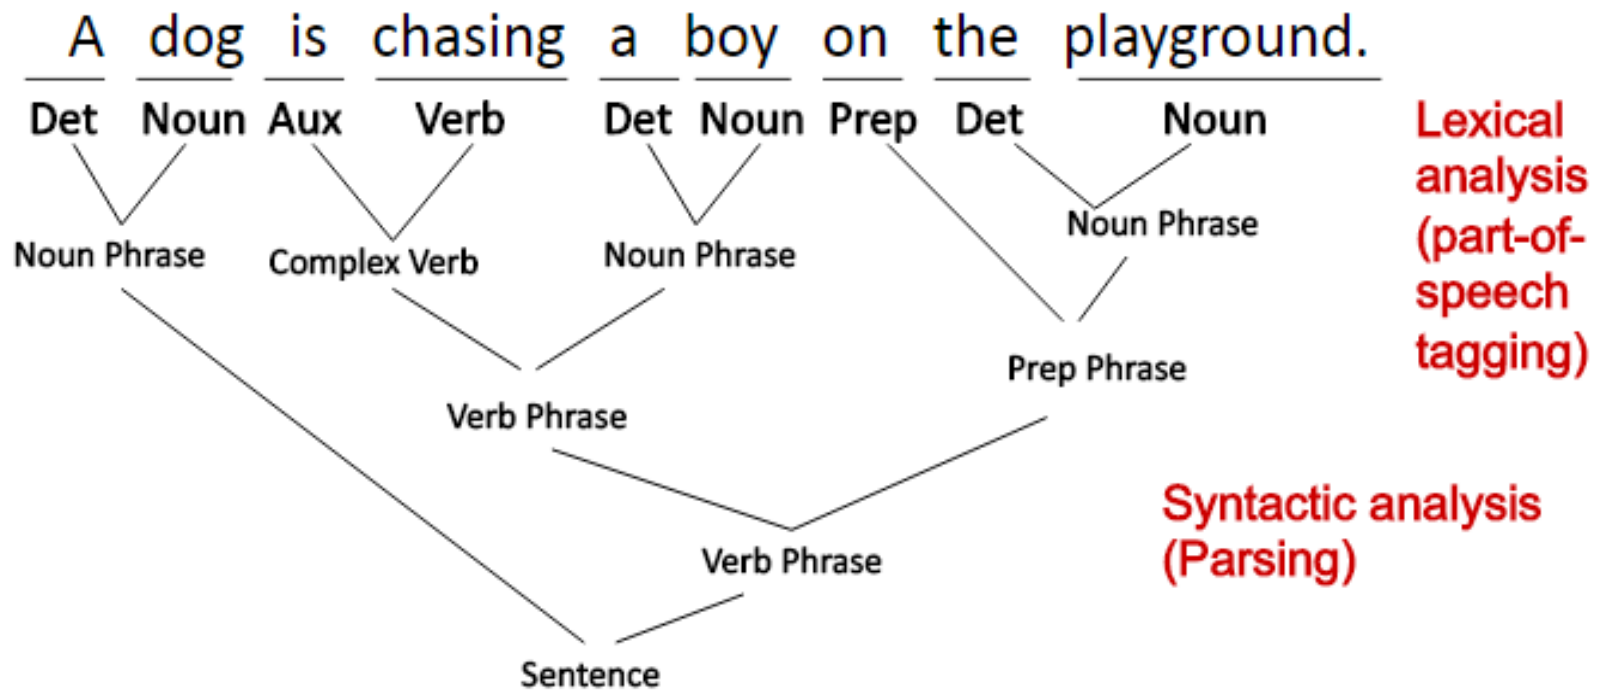 A dog is chasing a boy on the playground.
Det Noun Aux Verb Det Noun Prep Det Noun
Lexical
analysis
(part-of-
speech
tagging)
Noun Phrase
Noun Phrase Complex Verb Noun Phrase
Prep Phrase
Verb Phrase
Syntactic analysis
(Parsing)
Verb Phrase
Sentence